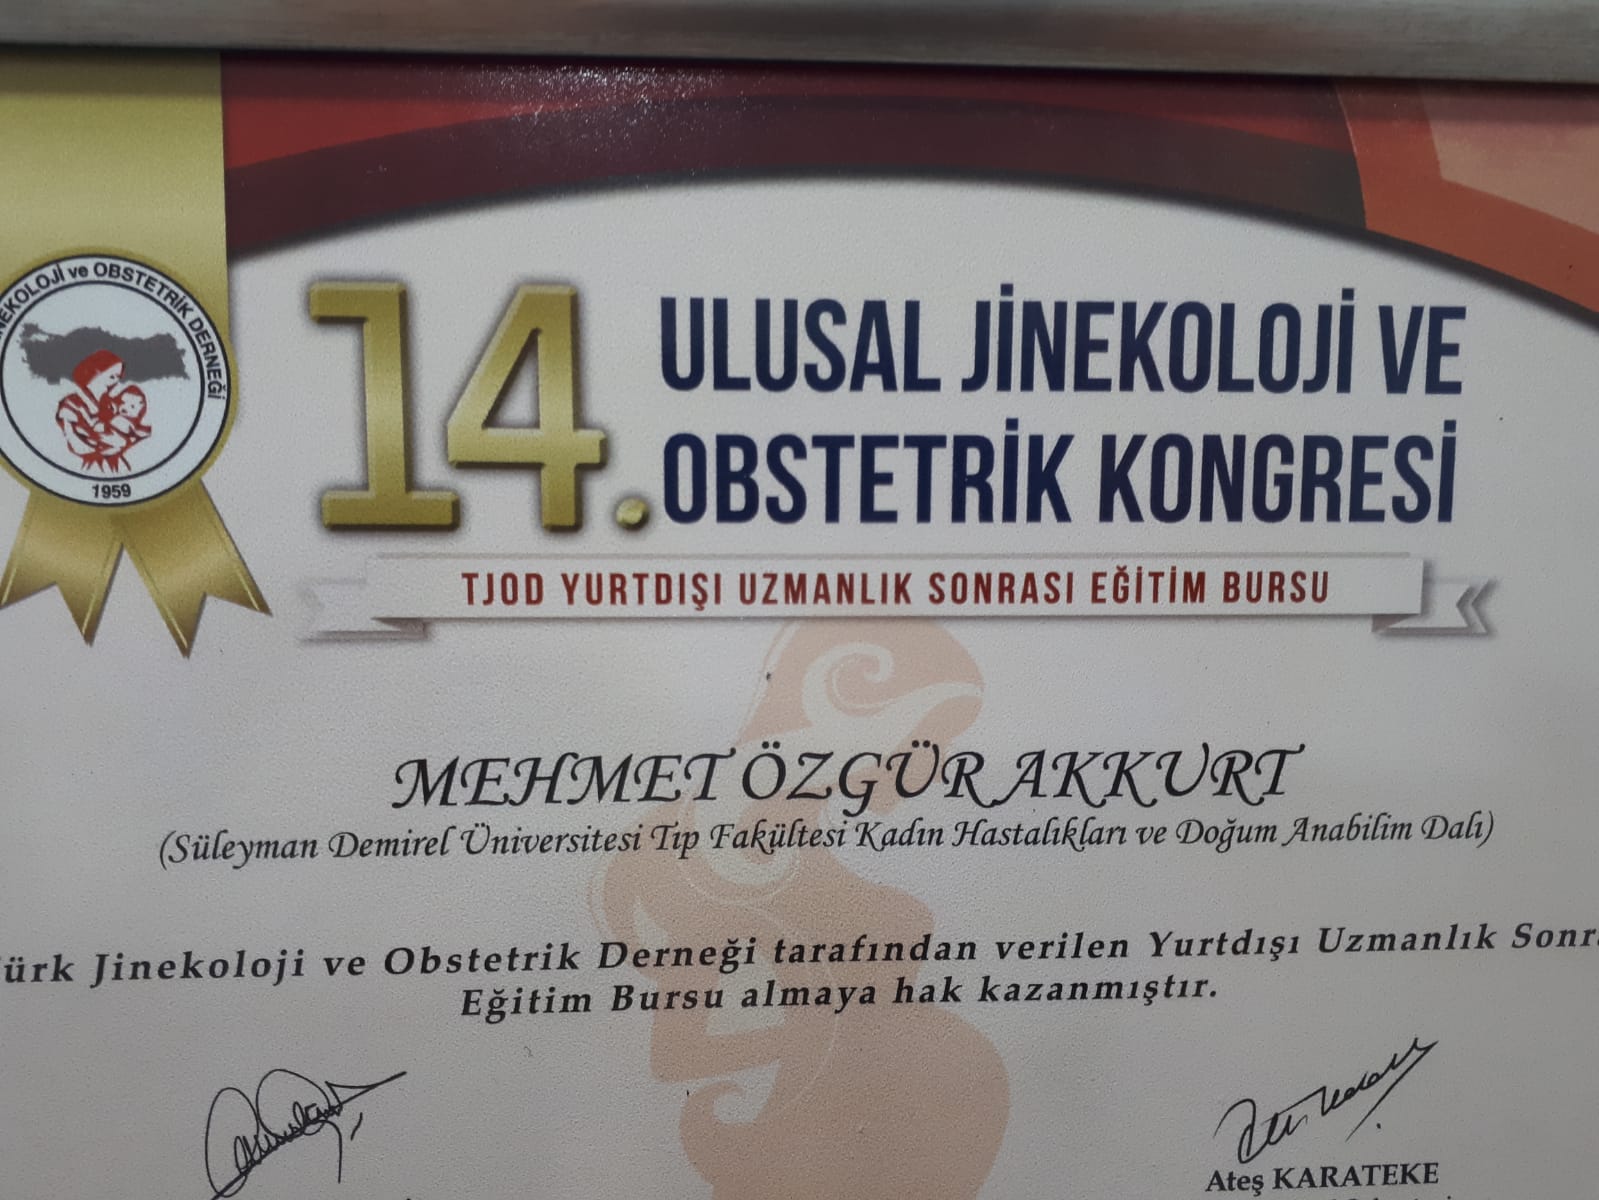 JİNEKOLOJİ ve OBSTETRİK DERNEĞİ
1959
14. ULUSAL JİNEKOLOJİ VE
OBSTETRİK KONGRESİ
TJOD YURTDIŞI UZMANLIK SONRASI EĞİTİM BURSU
MEHMET ÖZGÜR AKKURT
(Süleyman Demirel Üniversitesi Tıp Fakültesi Kadın Hastalıkları ve Doğum Anabilim Dalı)
Türk Jinekoloji ve Obstetrik Derneği tarafından verilen Yurtdışı Uzmanlık Sonra
Eğitim Bursu almaya hak kazanmıştır.
Ateş KARATEKE